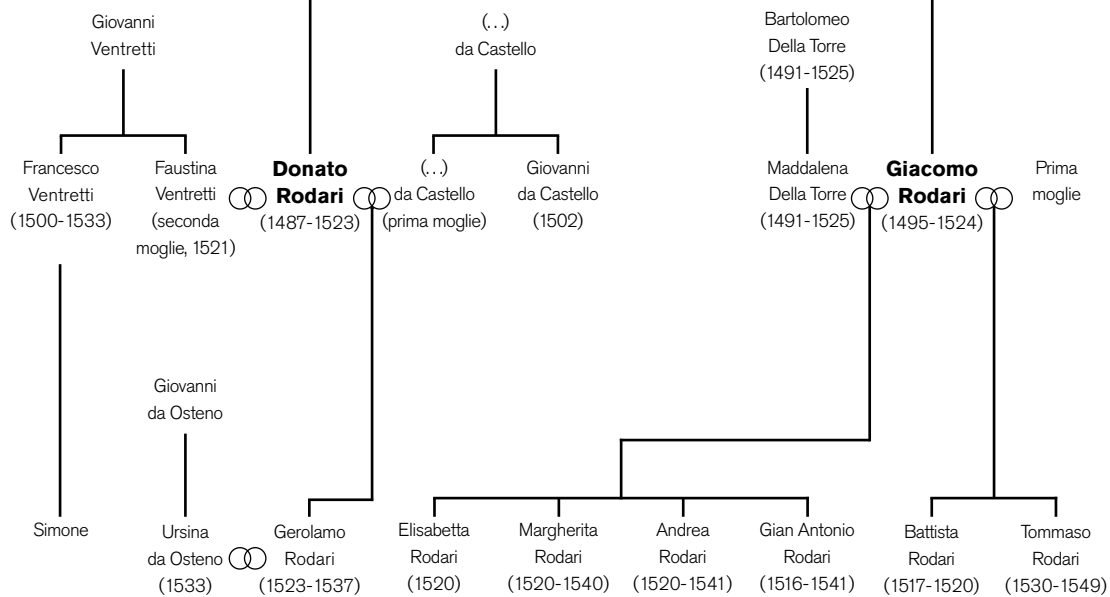 Giovanni
Ventretti
(...)
da Castello
Bartolomeo
Della Torre
(1491-1525)
Francesco
Ventretti
(1500-1533)
Faustina
Ventretti
(seconda
moglie, 1521)
Donato
Rodari
(1487-1523)
(...)
da Castello
(prima moglie)
Giovanni
da Castello
(1502)
Maddalena
Della Torre
(1491-1525)
Giacomo
Rodari
(1495-1524)
Prima
moglie
Giovanni
da Osteno
Simone
Ursina
da Osteno
(1533)
Gerolamo
Rodari
(1523-1537)
Elisabetta
Rodari
(1520)
Margherita
Rodari
(1520-1540)
Andrea
Rodari
(1520-1541)
Gian Antonio
Rodari
(1516-1541)
Battista
Rodari
(1517-1520)
Tommaso
Rodari
(1530-1549)